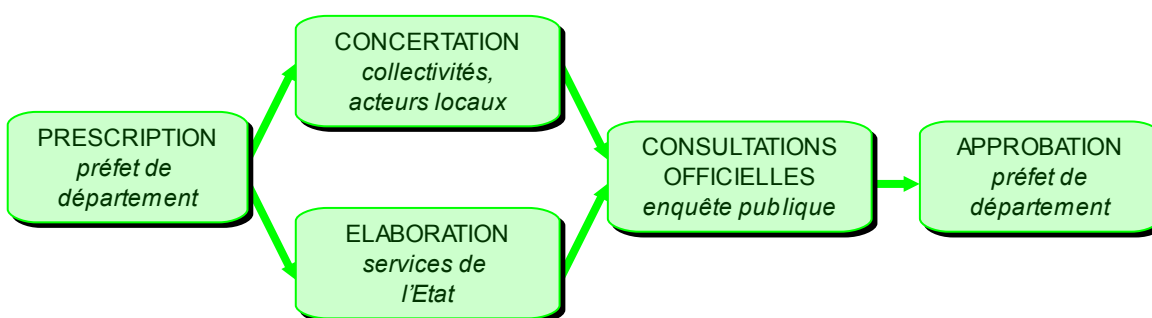 PRESCRIPTION
préfet de
département
CONCERTATION
collectivités,
acteurs locaux
ELABORATION
services de
l'Etat
CONSULTATIONS
OFFICIELLES
enquête publique
APPROBATION
préfet de
département